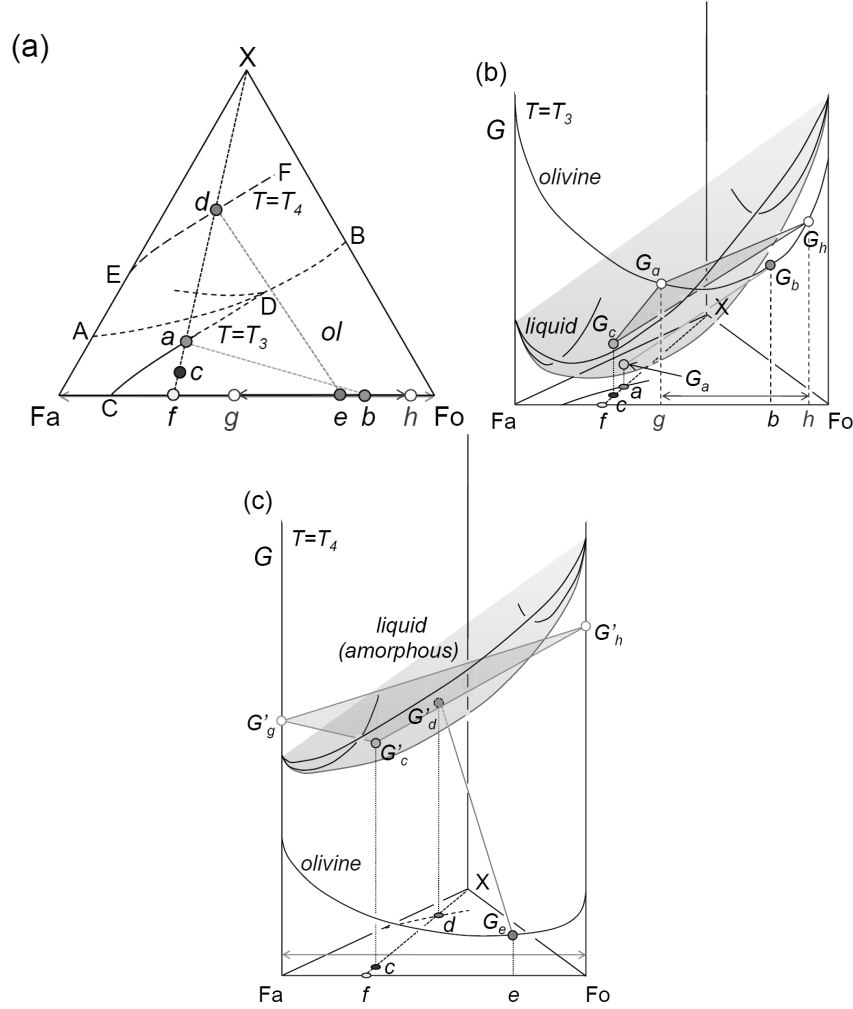 (a)
X
F
d
T=T4
E
B
D
A
a
T=T3
ol
c
C
Fa
f
g
e
b
h
Fo
(b)
G
T=T3
olivine
Gg
Gh
Gb
liquid
Gc
X
Ga
a
c
f
Fa
g
b
h
Fo
(c)
G
T=T4
liquid
(amorphous)
G'h
G'g
G'd
G'c
olivine
X
Ge
d
c
Fa
f
e
Fo